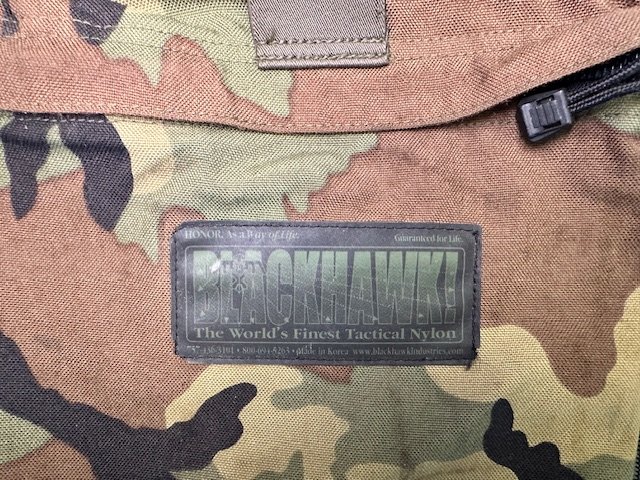 HONOR. As a Way of Life. Guaranteed for Life.
BLACKHAWK!
The World's Finest Tactical Nylon
436-3101 • 800-694-5263 • made in Korea www.blackhawkindustries.com